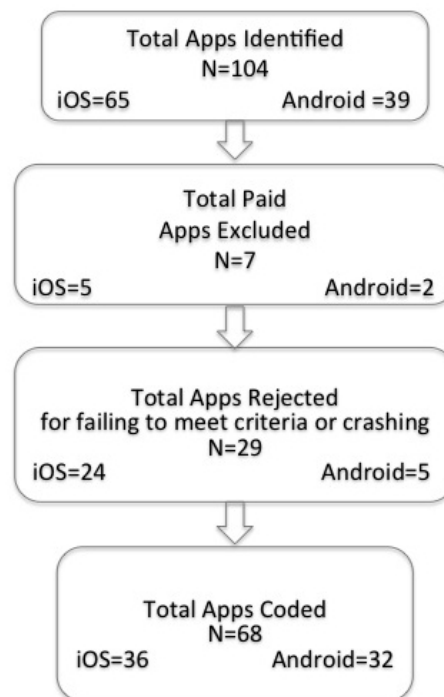 Total Apps Identified
N=104
iOS=65 Android =39
Total Paid
Apps Excluded
N=7
iOS=5 Android=2
Total Apps Rejected
for failing to meet criteria or crashing
N=29
iOS=24 Android=5
Total Apps Coded
N=68
iOS=36 Android=32